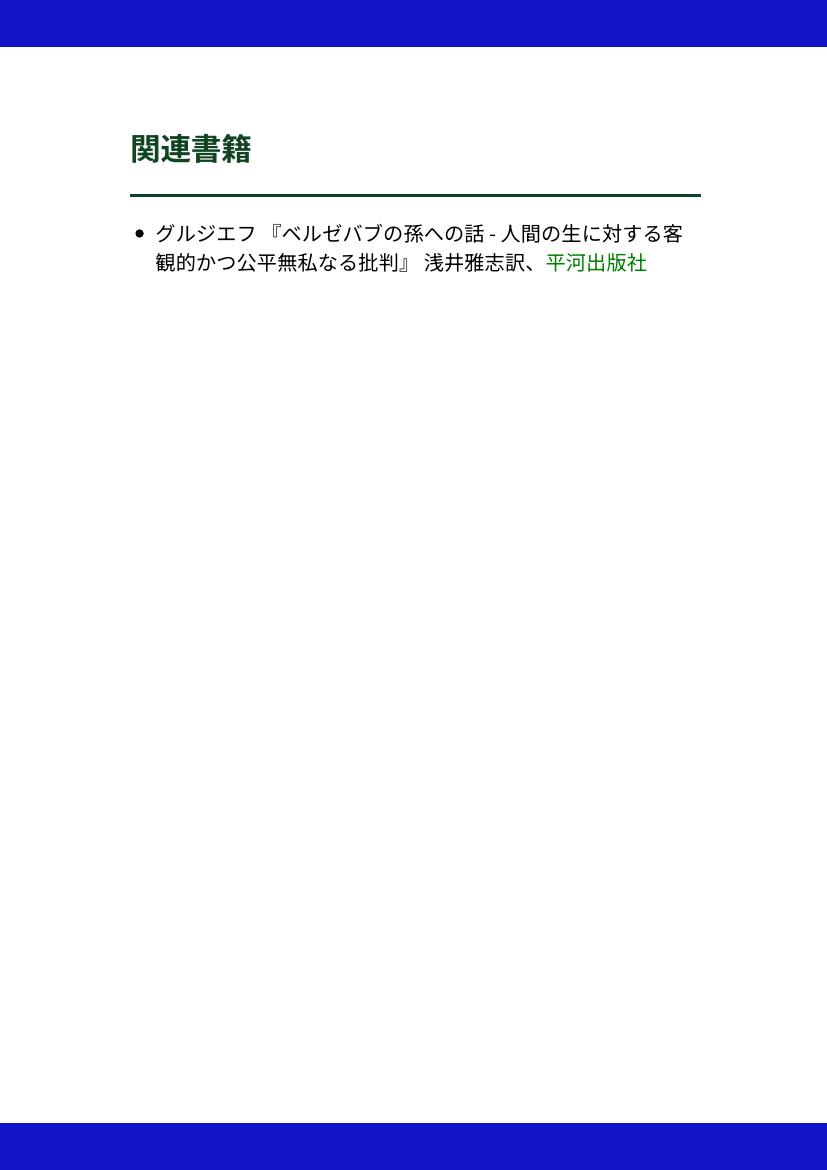 関連書籍
グルジエフ 『ベルゼバブの孫への話 - 人間の生に対する客
観的かつ公平無私なる批判』 浅井雅志訳、平河出版社